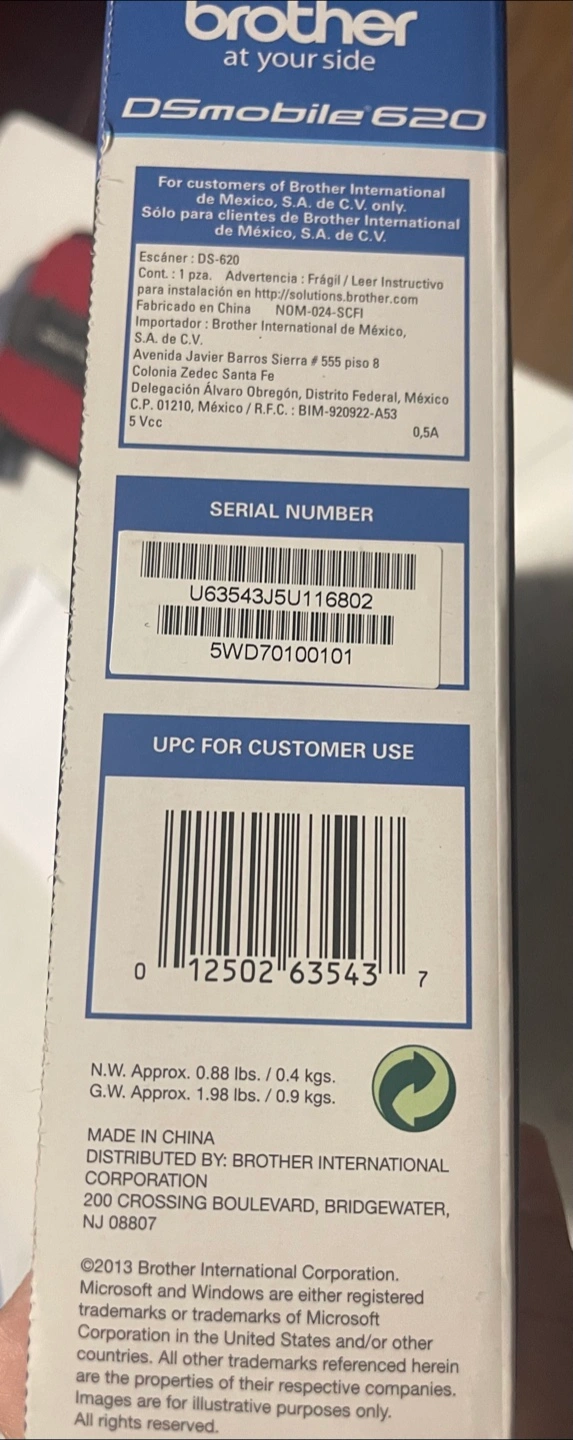 brother
at your side
DSmobile® 620
For customers of Brother International
de Mexico, S.A. de C.V. only.
Sólo para clientes de Brother International
de México, S.A. de C.V.
Escáner : DS-620
Cont. : 1 pza. Advertencia : Frágil / Leer Instructivo
para instalación en http://solutions.brother.com
Fabricado en China NOM-024-SCFI
Importador : Brother International de México,
S.A. de C.V.
Avenida Javier Barros Sierra # 555 piso 8
Colonia Zedec Santa Fe
Delegación Álvaro Obregón, Distrito Federal, México
C.P. 01210, México / R.F.C. : BIM-920922-A53
5 Vcc 0,5A
SERIAL NUMBER
U63543J5U116802
5WD70100101
UPC FOR CUSTOMER USE
0 12502 63543 7
N.W. Approx. 0.88 lbs. / 0.4 kgs.
G.W. Approx. 1.98 lbs. / 0.9 kgs.
MADE IN CHINA
DISTRIBUTED BY: BROTHER INTERNATIONAL
CORPORATION
200 CROSSING BOULEVARD, BRIDGEWATER,
NJ 08807
©2013 Brother International Corporation.
Microsoft and Windows are either registered
trademarks or trademarks of Microsoft
Corporation in the United States and/or other
countries. All other trademarks referenced herein
are the properties of their respective companies.
Images are for illustrative purposes only.
All rights reserved.